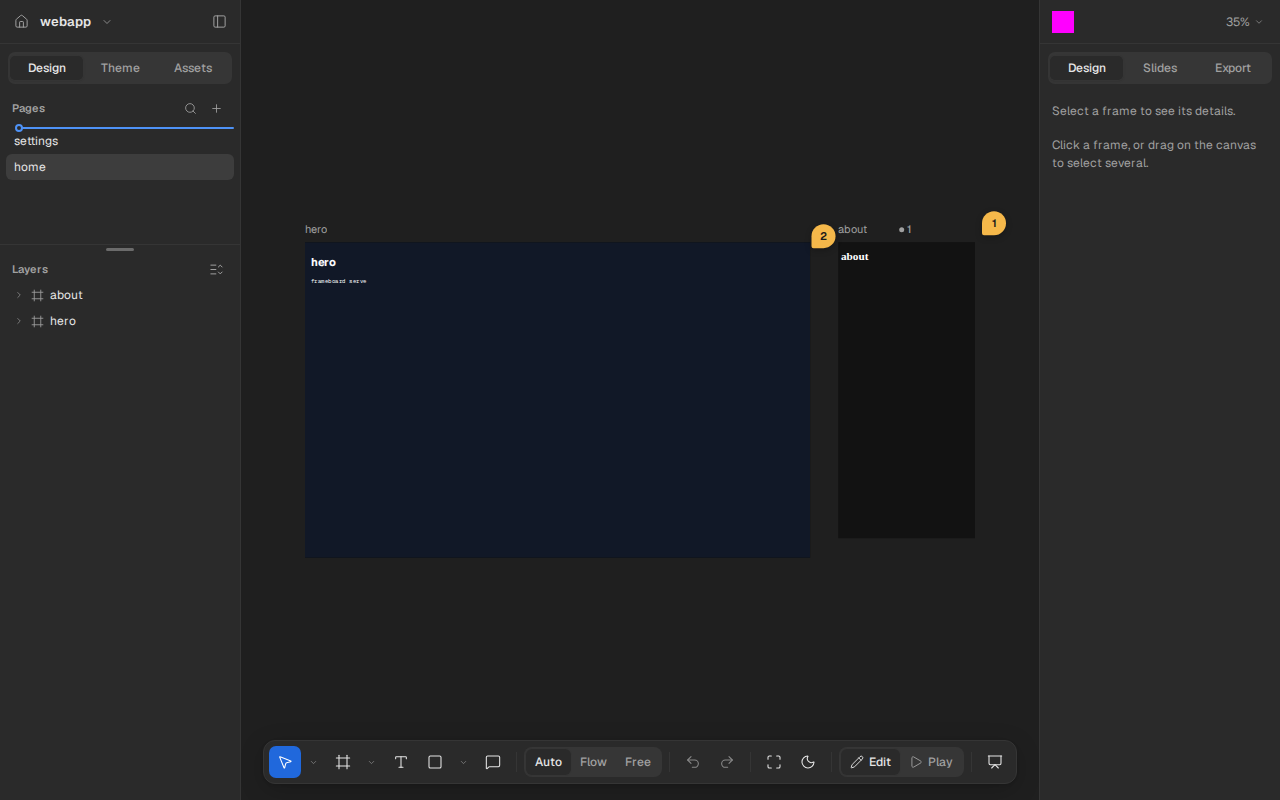 webapp
35%
Design Theme Assets
Design Slides Export
Pages
Select a frame to see its details.
settings
Click a frame, or drag on the canvas
to select several.
home
hero
about
1
1
2
hero
frameboard serve
about
Layers
about
hero
Auto Flow Free
Edit Play